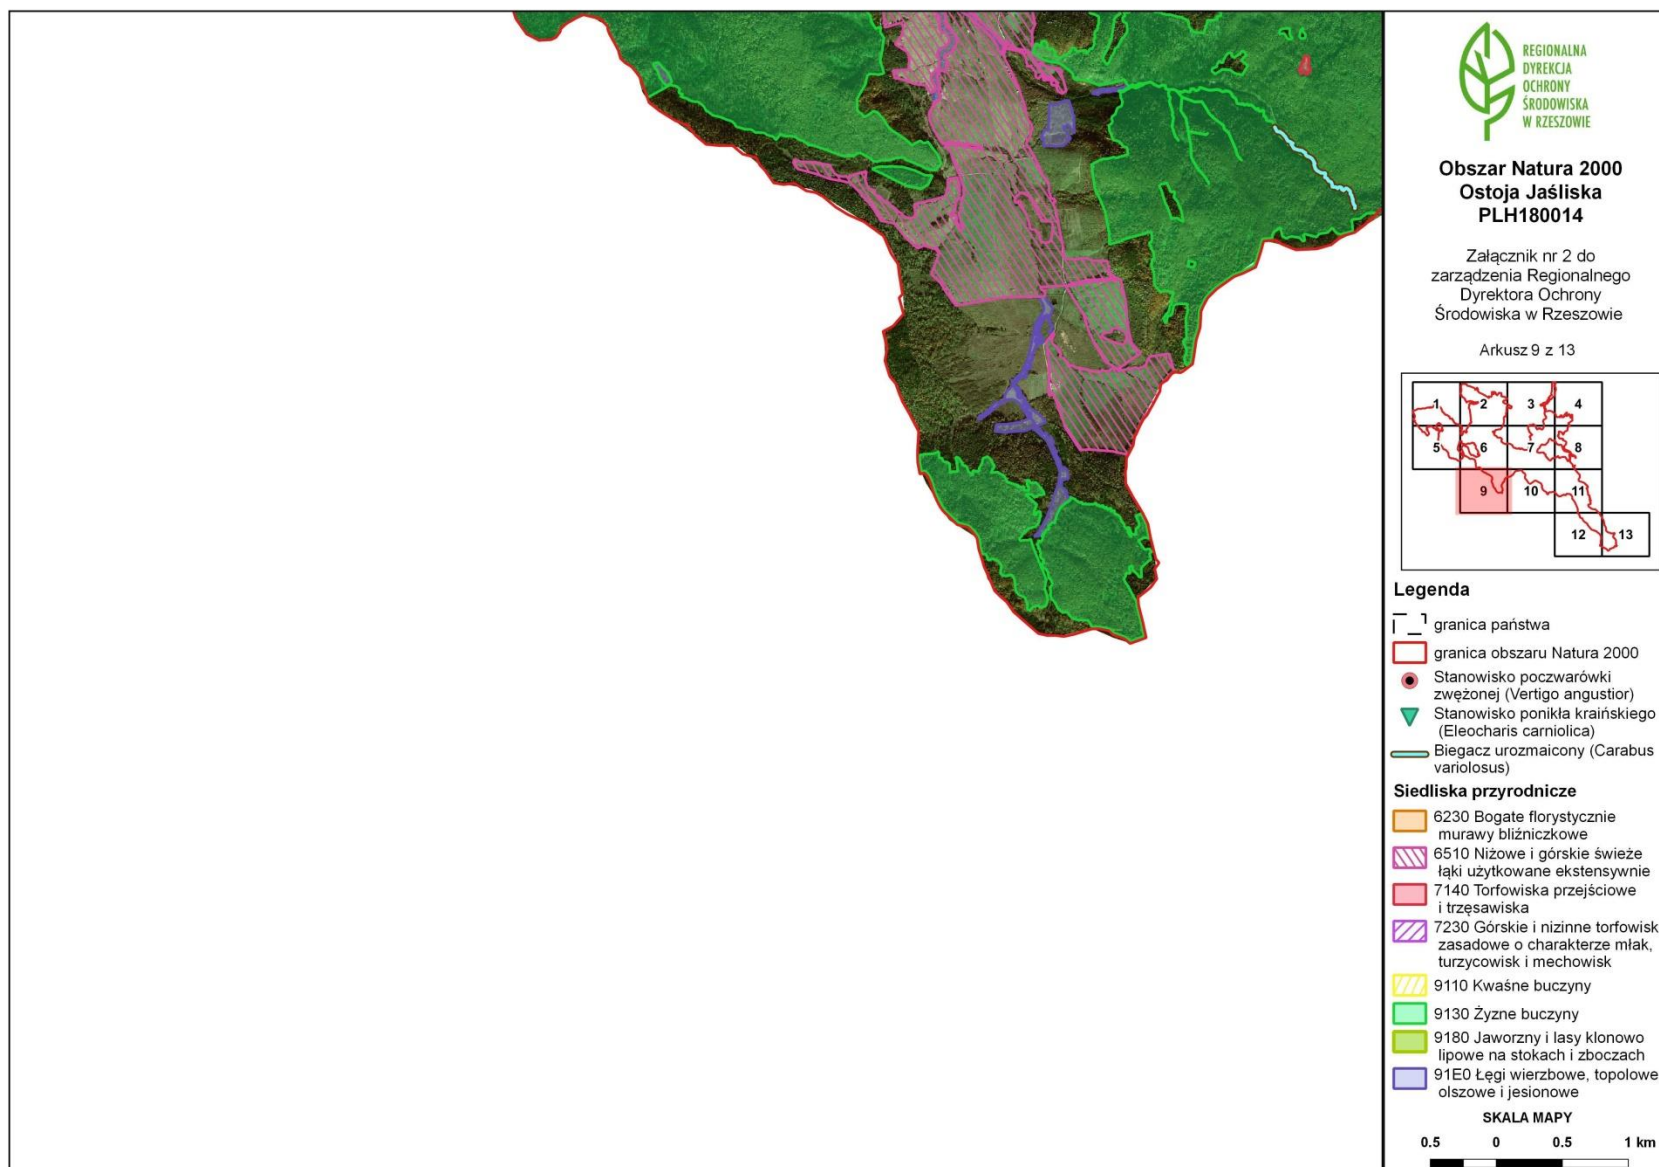 REGIONALNA
DYREKCJA
OCHRONY
ŚRODOWISKA
W RZESZOWIE
Obszar Natura 2000
Ostoja Jaśliska
PLH180014
Załącznik nr 2 do
zarządzenia Regionalnego
Dyrektora Ochrony
Środowiska w Rzeszowie
Arkusz 9 z 13
1 2 3 4
5 6 7 8
9 10 11
12 13
Legenda
granica państwa
granica obszaru Natura 2000
Stanowisko poczwarówki
zwężonej (Vertigo angustior)
Stanowisko ponikła kraińskiego
(Eleocharis carniolica)
Biegacz urozmaicony (Carabus
variolosus)
Siedliska przyrodnicze
6230 Bogate florystycznie
murawy bliźniczkowe
6510 Niżowe i górskie świeże
łąki użytkowane ekstensywnie
7140 Torfowiska przejściowe
i trzęsawiska
7230 Górskie i nizinne torfowisk
zasadowe o charakterze młak,
turzycowisk i mechowisk
9110 Kwaśne buczyny
9130 Żyzne buczyny
9180 Jaworzny i lasy klonowo
lipowe na stokach i zboczach
91E0 Łęgi wierzbowe, topolowe
olszowe i jesionowe
SKALA MAPY
0.5 0 0.5 1 km